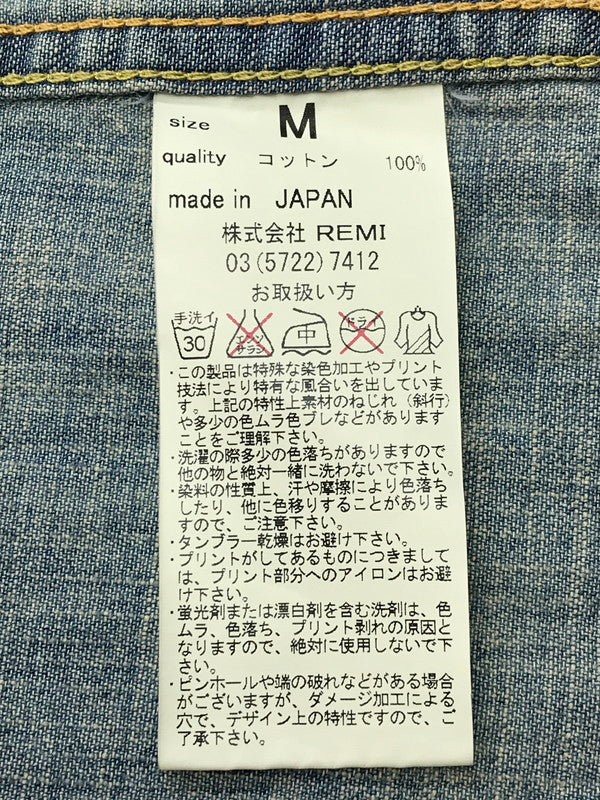 size M
quality コットン 100%
made in JAPAN
株式会社 REMI
03(5722)7412
お取扱い方
手洗イ 30 エンソサラシ 中 ドライ
・この製品は特殊な染色加工やプリント
技法により特有な風合いを出していま
す。上記の特性上素材のねじれ（斜行）
や多少の色ムラ色ブレなどがあります
ことをご理解下さい。
・洗濯の際多少の色落ちがありますので
他の物と絶対一緒に洗わないで下さい。
・染料の性質上、汗や摩擦により色落ち
したり、他に色移りすることがありま
すので、ご注意下さい。
・タンブラー乾燥はお避け下さい。
・プリントがしてあるものにつきまして
は、プリント部分へのアイロンはお避
け下さい。
・蛍光剤または漂白剤を含む洗剤は、色
ムラ、色落ち、プリント剥れの原因と
なりますので、絶対に使用しないで下
さい。
・ピンホールや端の破れなどがある場合
がございますが、ダメージ加工による
穴で、デザイン上の特性ですので、ご
了承下さい。